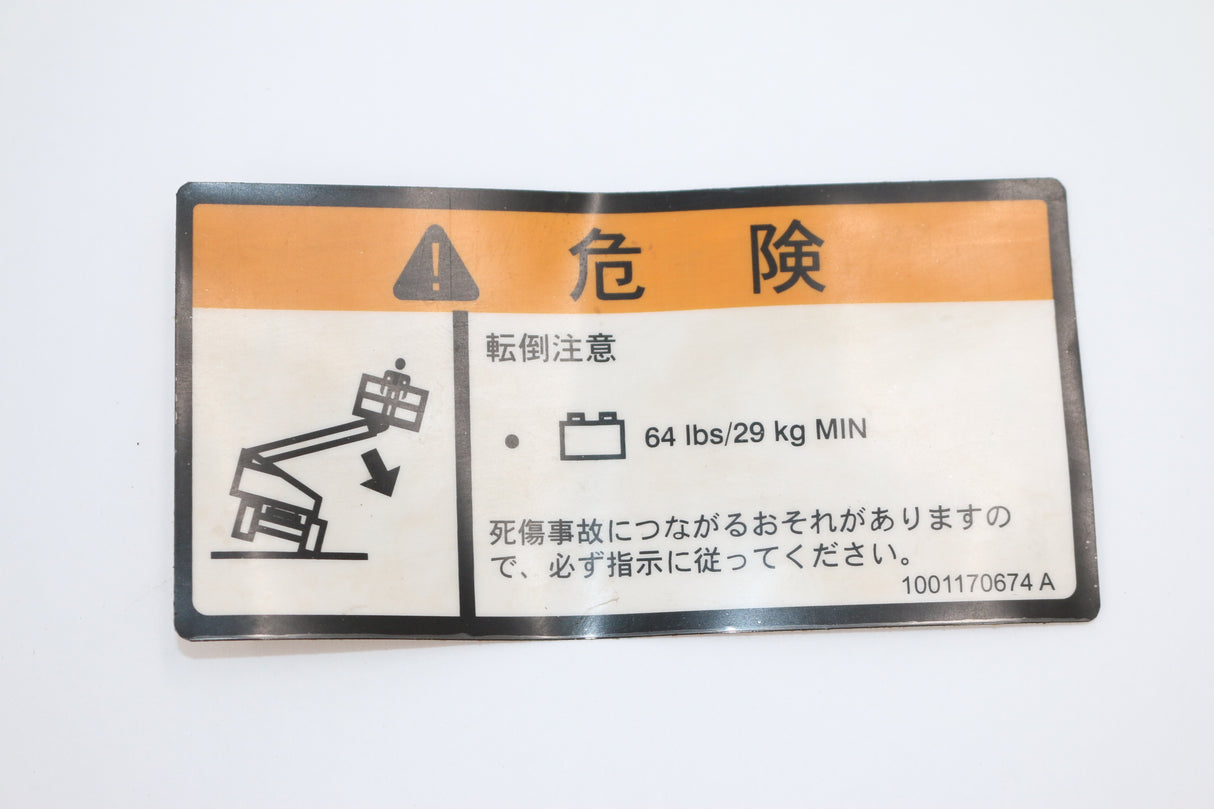 危険
転倒注意
• 64 lbs/29 kg MIN
死傷事故につながるおそれがありますの
で、必ず指示に従ってください。
1001170674 A